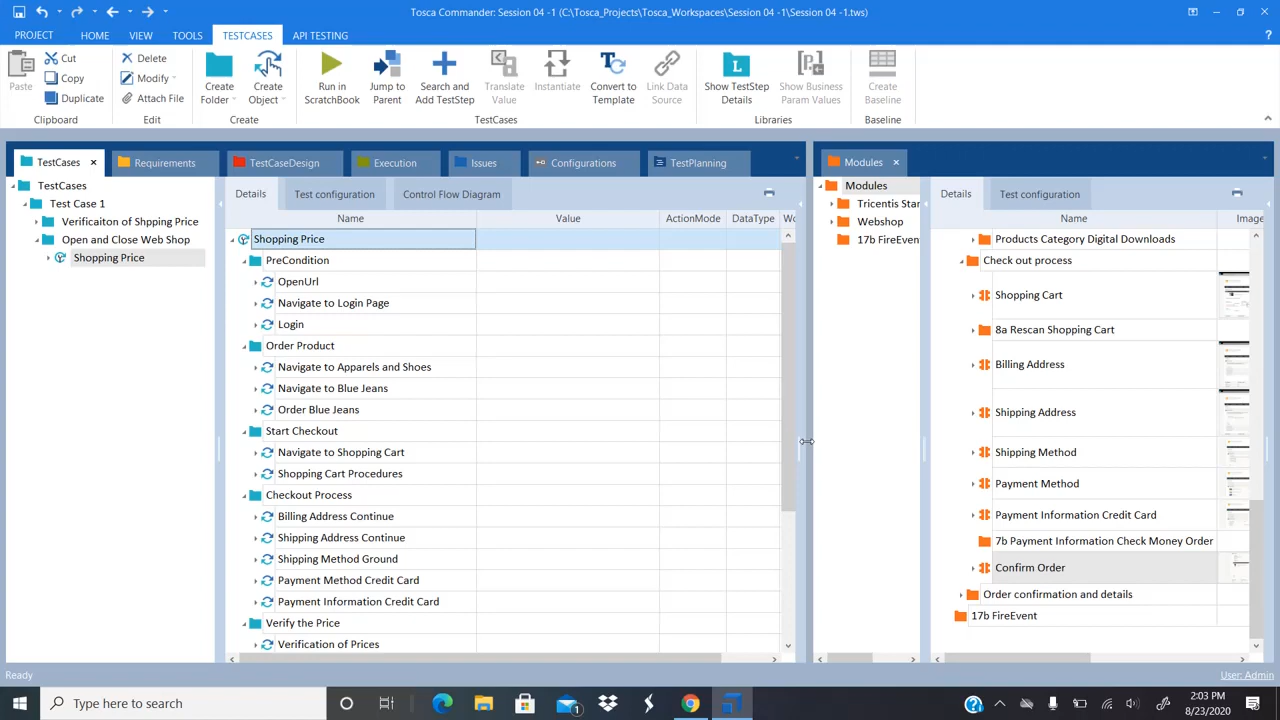 Tosca Commander: Session 04 -1 (C:\Tosca_Projects\Tosca_Workspaces\Session 04 -1\Session 04 -1.tws)
PROJECT HOME VIEW TOOLS TESTCASES API TESTING
Paste
Cut
Copy
Duplicate
Clipboard
Delete
Modify
Attach File
Edit
Create Folder
Create Object
Create
Run in ScratchBook
Jump to Parent
Search and Add TestStep
Translate Value
Instantiate
Convert to Template
Link Data Source
TestCases
Show TestStep Details
Show Business Param Values
Libraries
Create Baseline
Baseline
TestCases Requirements TestCaseDesign Execution Issues Configurations TestPlanning
TestCases
Test Case 1
Verificaiton of Shpping Price
Open and Close Web Shop
Shopping Price
Details Test configuration Control Flow Diagram
Name Value ActionMode DataType Wo
Shopping Price
PreCondition
OpenUrl
Navigate to Login Page
Login
Order Product
Navigate to Apparels and Shoes
Navigate to Blue Jeans
Order Blue Jeans
Start Checkout
Navigate to Shopping Cart
Shopping Cart Procedures
Checkout Process
Billing Address Continue
Shipping Address Continue
Shipping Method Ground
Payment Method Credit Card
Payment Information Credit Card
Verify the Price
Verification of Prices
Modules
Modules
Tricentis Star
Webshop
17b FireEven
Details Test configuration
Name Image
Products Category Digital Downloads
Check out process
Shopping Cart
8a Rescan Shopping Cart
Billing Address
Shipping Address
Shipping Method
Payment Method
Payment Information Credit Card
7b Payment Information Check Money Order
Confirm Order
Order confirmation and details
17b FireEvent
Ready
User: Admin
Type here to search
2:03 PM
8/23/2020